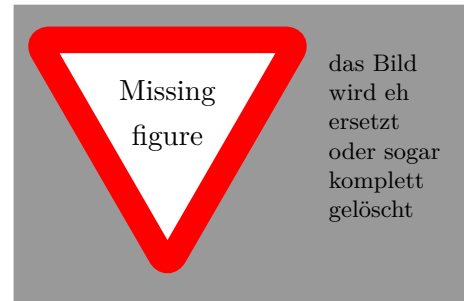 Missing
figure
das Bild
wird eh
ersetzt
oder sogar
komplett
gelöscht